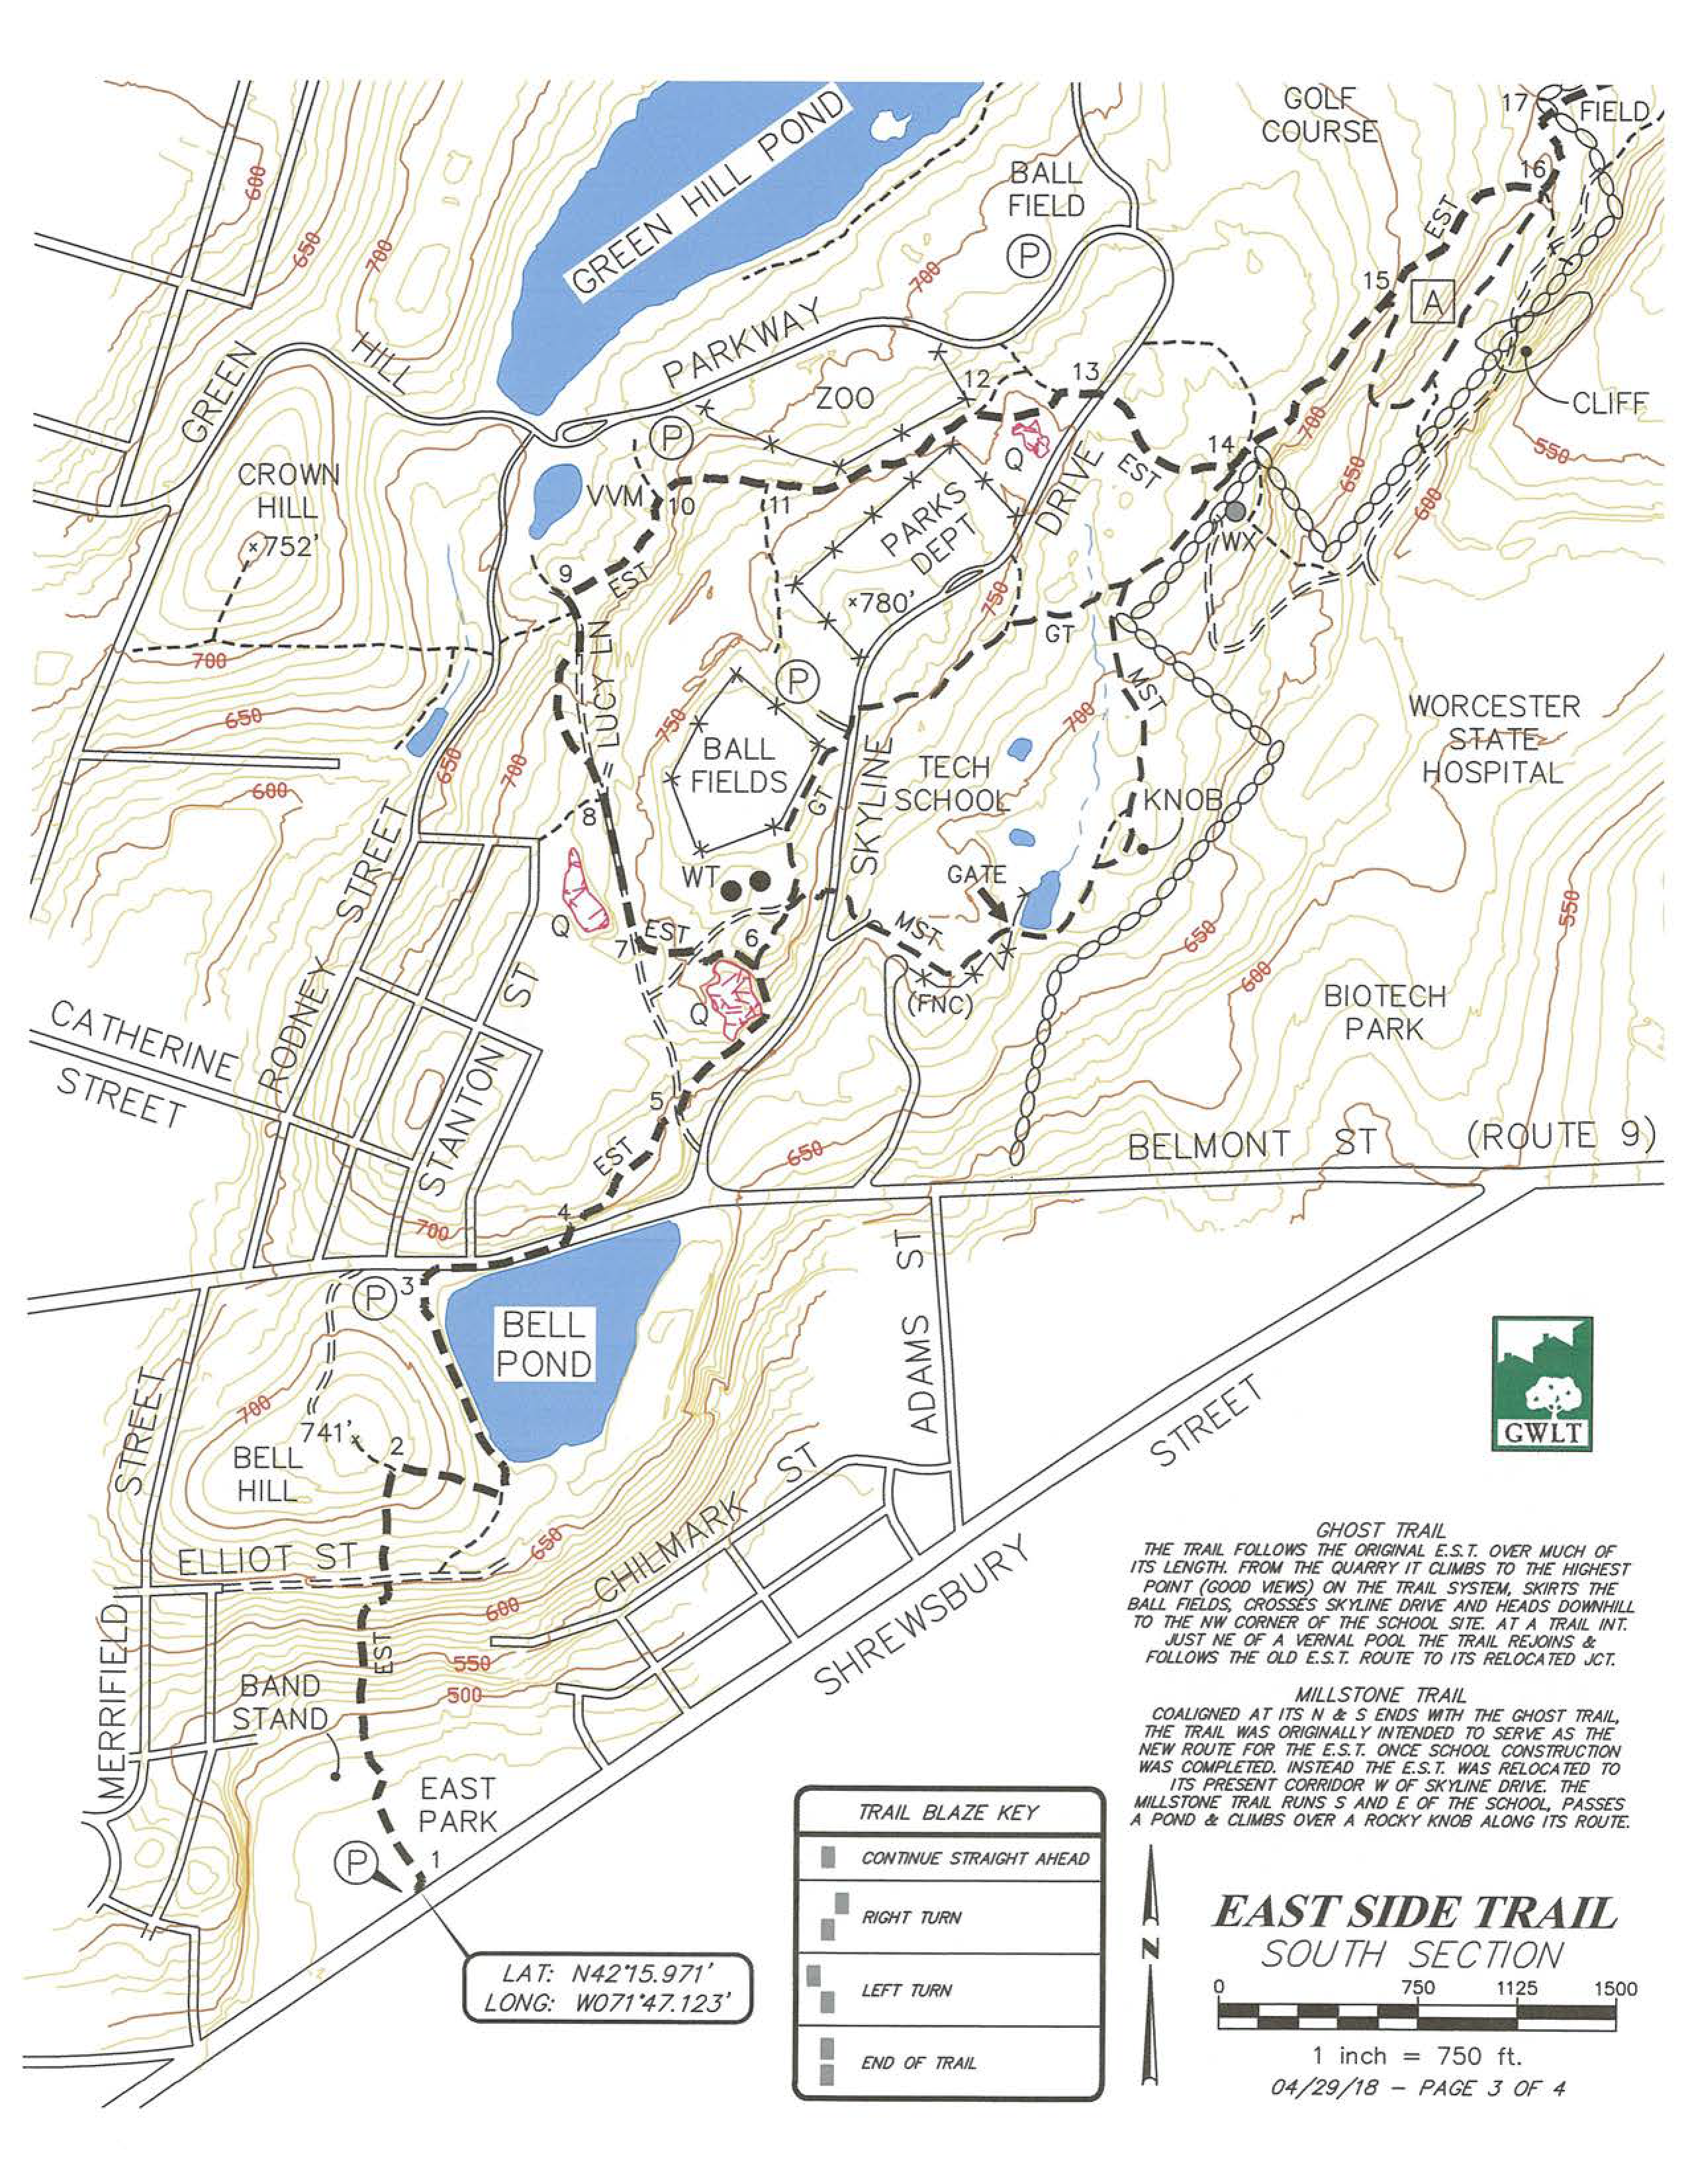 GREEN HILL POND
GOLF
COURSE
17
FIELD
16
EST
15
A
BALL
FIELD
P
600
650
700
700
GREEN
HILL
PARKWAY
ZOO
12
13
CLIFF
700
550
650
600
CROWN
HILL
×752'
P
VVM
10
11
Q
EST
14
DRIVE
PARKS
DEPT
WX
9
EST
×780'
750
GT
700
650
LUCY LN
P
750
MST
700
WORCESTER
STATE
HOSPITAL
600
650
700
BALL
FIELDS
GT
SKYLINE
TECH
SCHOOL
KNOB
8
WT
GATE
STREET
Q
7
EST
6
MST
650
600
550
Q
(FNC)
BIOTECH
PARK
CATHERINE
STREET
RODNEY
ST
STANTON
5
EST
650
BELMONT ST (ROUTE 9)
4
700
3
P
BELL
POND
ADAMS ST
700
741'×
2
BELL
HILL
STREET
ELLIOT ST
650
CHILMARK ST
SHREWSBURY
STREET
600
550
500
EST
MERRIFIELD
BAND
STAND
EAST
PARK
P
1
LAT: N42°15.971'
LONG: W071°47.123'
GWLT
GHOST TRAIL
THE TRAIL FOLLOWS THE ORIGINAL E.S.T. OVER MUCH OF
ITS LENGTH. FROM THE QUARRY IT CLIMBS TO THE HIGHEST
POINT (GOOD VIEWS) ON THE TRAIL SYSTEM, SKIRTS THE
BALL FIELDS, CROSSES SKYLINE DRIVE AND HEADS DOWNHILL
TO THE NW CORNER OF THE SCHOOL SITE. AT A TRAIL INT.
JUST NE OF A VERNAL POOL THE TRAIL REJOINS &
FOLLOWS THE OLD E.S.T. ROUTE TO ITS RELOCATED JCT.
MILLSTONE TRAIL
COALIGNED AT ITS N & S ENDS WITH THE GHOST TRAIL,
THE TRAIL WAS ORIGINALLY INTENDED TO SERVE AS THE
NEW ROUTE FOR THE E.S.T. ONCE SCHOOL CONSTRUCTION
WAS COMPLETED. INSTEAD THE E.S.T. WAS RELOCATED TO
ITS PRESENT CORRIDOR W OF SKYLINE DRIVE. THE
MILLSTONE TRAIL RUNS S AND E OF THE SCHOOL, PASSES
A POND & CLIMBS OVER A ROCKY KNOB ALONG ITS ROUTE.
TRAIL BLAZE KEY
CONTINUE STRAIGHT AHEAD
RIGHT TURN
LEFT TURN
END OF TRAIL
N
EAST SIDE TRAIL
SOUTH SECTION
0 750 1125 1500
1 inch = 750 ft.
04/29/18 - PAGE 3 OF 4